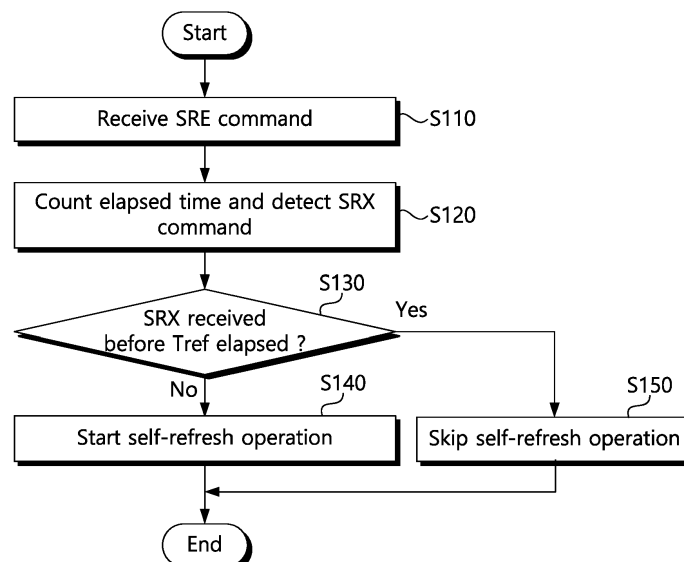 Start
Receive SRE command
S110
Count elapsed time and detect SRX
command
S120
S130
SRX received
before Tref elapsed ?
Yes
No
S140
Start self-refresh operation
S150
Skip self-refresh operation
End